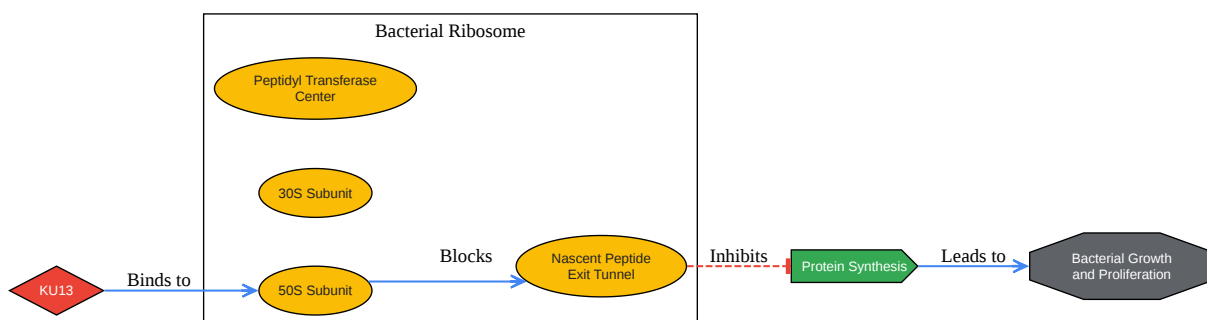 Bacterial Ribosome
Peptidyl Transferase
Center
30S Subunit
KU13
Binds to
50S Subunit
Blocks
Nascent Peptide
Exit Tunnel
Inhibits
Protein Synthesis
Leads to
Bacterial Growth
and Proliferation